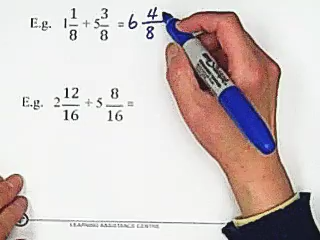 E.g. 1 1/8 + 5 3/8 = 6 4/8
E.g. 2 12/16 + 5 8/16 =
LEARNING ASSISTANCE CENTRE